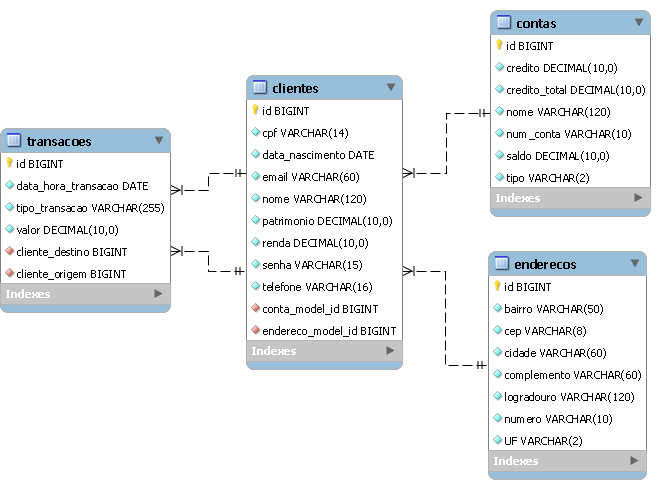 transacoes
id BIGINT
data_hora_transacao DATE
tipo_transacao VARCHAR(255)
valor DECIMAL(10,0)
cliente_destino BIGINT
cliente_origem BIGINT
Indexes
clientes
id BIGINT
cpf VARCHAR(14)
data_nascimento DATE
email VARCHAR(60)
nome VARCHAR(120)
patrimonio DECIMAL(10,0)
renda DECIMAL(10,0)
senha VARCHAR(15)
telefone VARCHAR(16)
conta_model_id BIGINT
endereco_model_id BIGINT
Indexes
contas
id BIGINT
credito DECIMAL(10,0)
credito_total DECIMAL(10,0)
nome VARCHAR(120)
num_conta VARCHAR(10)
saldo DECIMAL(10,0)
tipo VARCHAR(2)
Indexes
enderecos
id BIGINT
bairro VARCHAR(50)
cep VARCHAR(8)
cidade VARCHAR(60)
complemento VARCHAR(60)
logradouro VARCHAR(120)
numero VARCHAR(10)
UF VARCHAR(2)
Indexes